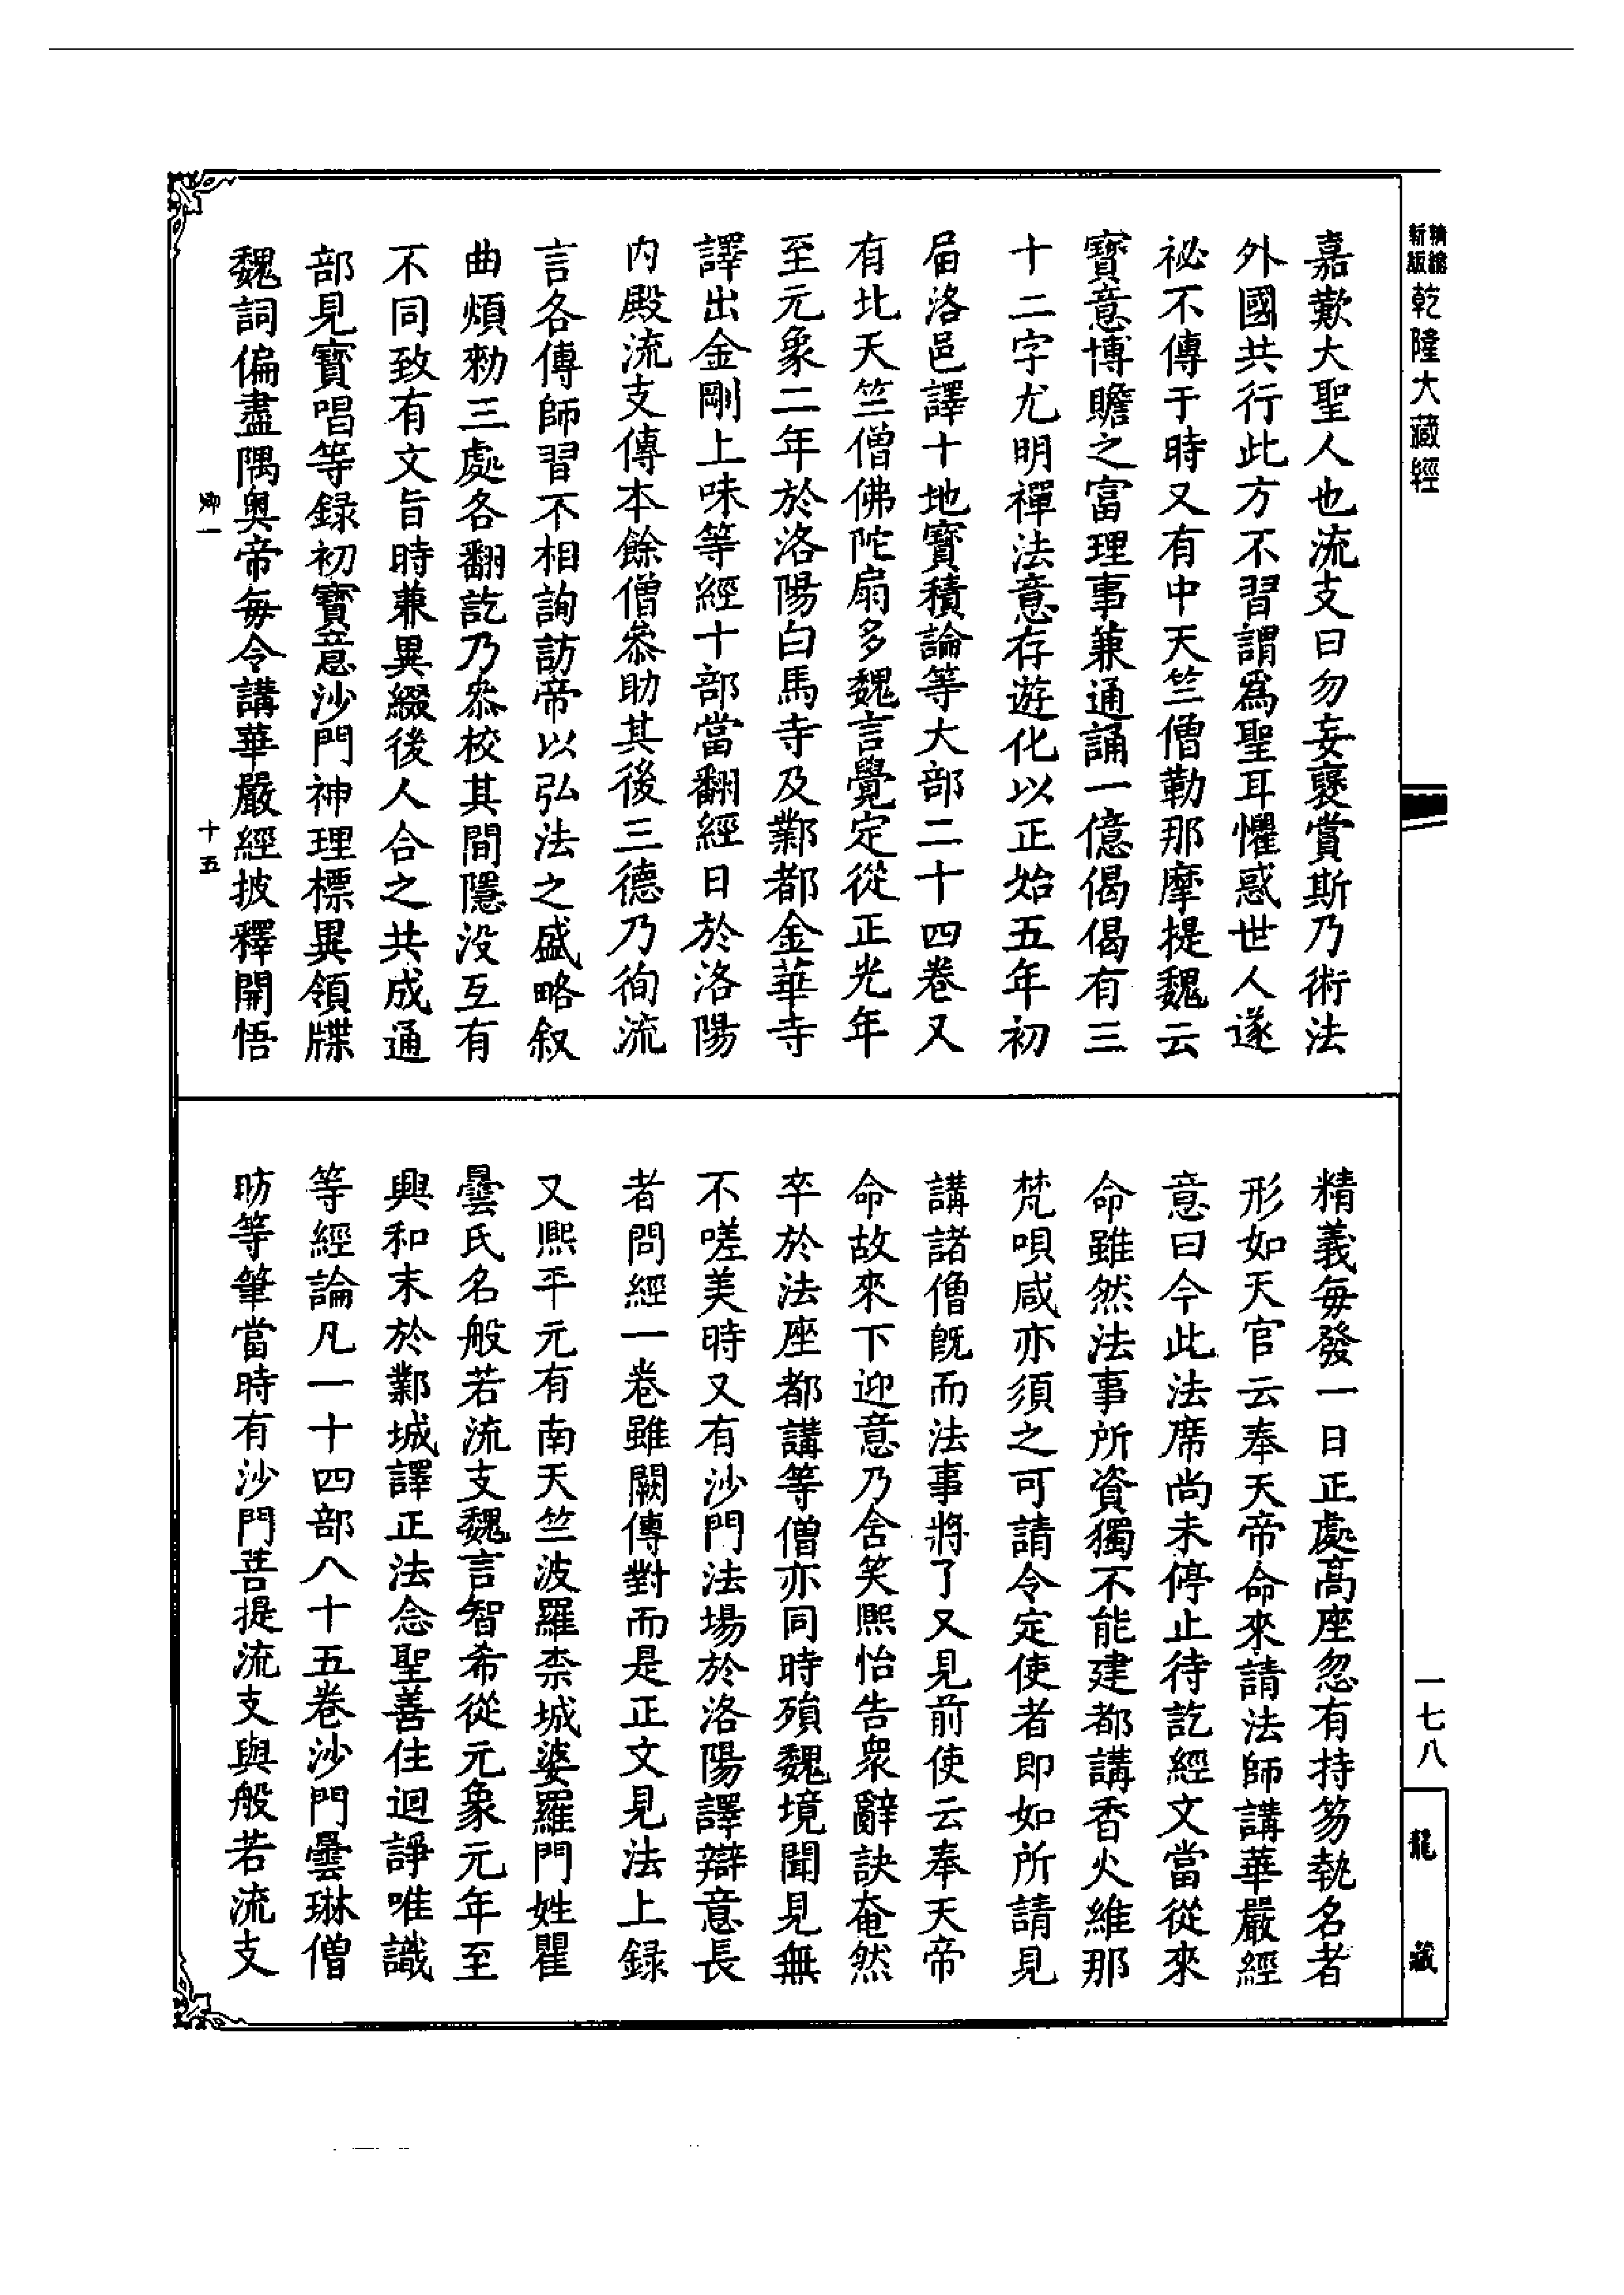 精縮新版乾隆大藏經
嘉歎大聖人也流支曰勿妄襃賞斯乃術法
外國共行此方不習謂爲聖耳懼惑世人遂
祕不傳于時又有中天竺僧勒那摩提魏云
寶意博贍之富理事兼通誦一億偈偈有三
十二字尤明禪法意存遊化以正始五年初
屆洛邑譯十地寶積論等大部二十四卷又
有北天竺僧佛陀扇多魏言覺定從正光年
至元象二年於洛陽白馬寺及鄴都金華寺
譯出金剛上味等經十部當翻經日於洛陽
內殿流支傳本餘僧叅助其後三德乃徇流
言各傳師習不相詢訪帝以弘法之盛略叙
曲煩勑三處各翻訖乃叅校其間隱沒互有
不同致有文旨時兼異綴後人合之共成通
部見寶唱等録初寶意沙門神理標異領牒
魏詞偏盡隅奧帝每令講華嚴經披釋開悟
卿一 十五
精義每發一日正處高座忽有持笏執名者
形如天官云奉天帝命來請法師講華嚴經
意曰今此法席尚未停止待訖經文當從來
命雖然法事所資獨不能建都講香火維那
梵唄咸亦須之可請令定使者即如所請見
講諸僧旣而法事將了又見前使云奉天帝
命故來下迎意乃含笑熙怡告衆辭訣奄然
卒於法座都講等僧亦同時殞魏境聞見無
不嗟美時又有沙門法場於洛陽譯辯意長
者問經一卷雖闕傳對而是正文見法上録
又熙平元有南天竺波羅柰城婆羅門姓瞿
曇氏名般若流支魏言智希從元象元年至
興和末於鄴城譯正法念聖善住迴諍唯識
等經論凡一十四部八十五卷沙門曇琳僧
昉等筆當時有沙門菩提流支與般若流支
一七八
龍藏